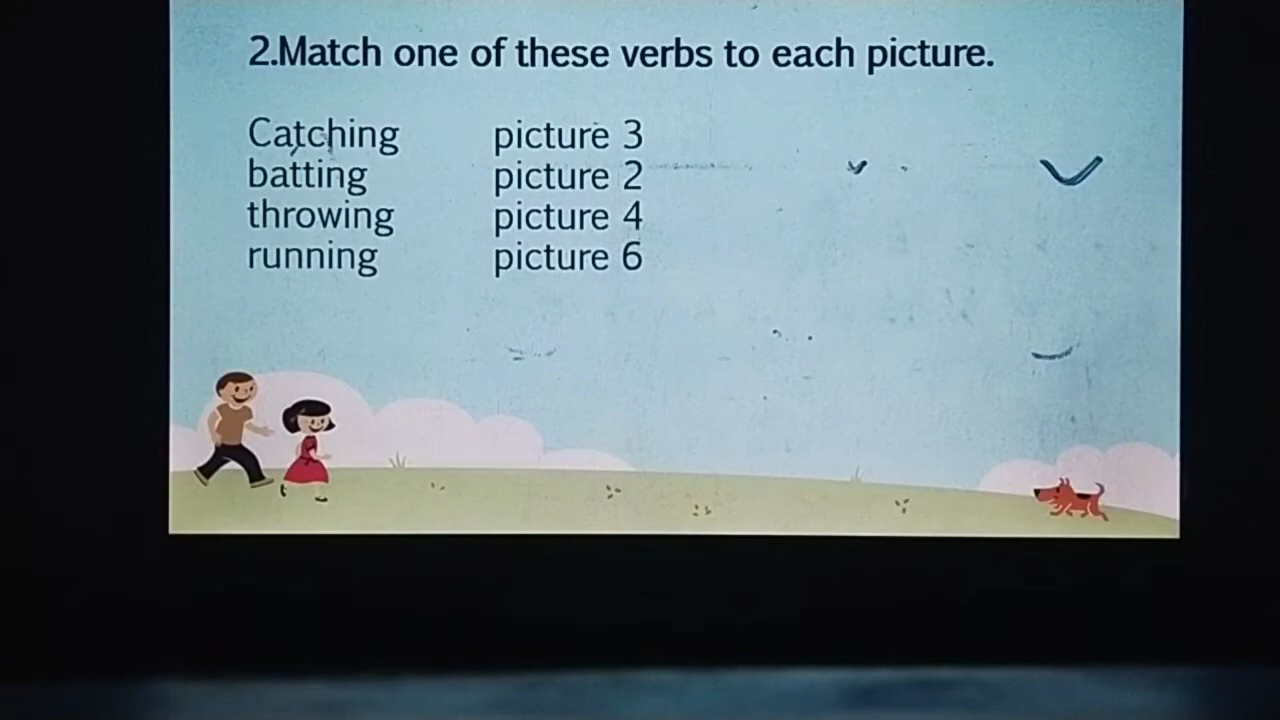 2.Match one of these verbs to each picture.
Catching picture 3
batting picture 2
throwing picture 4
running picture 6